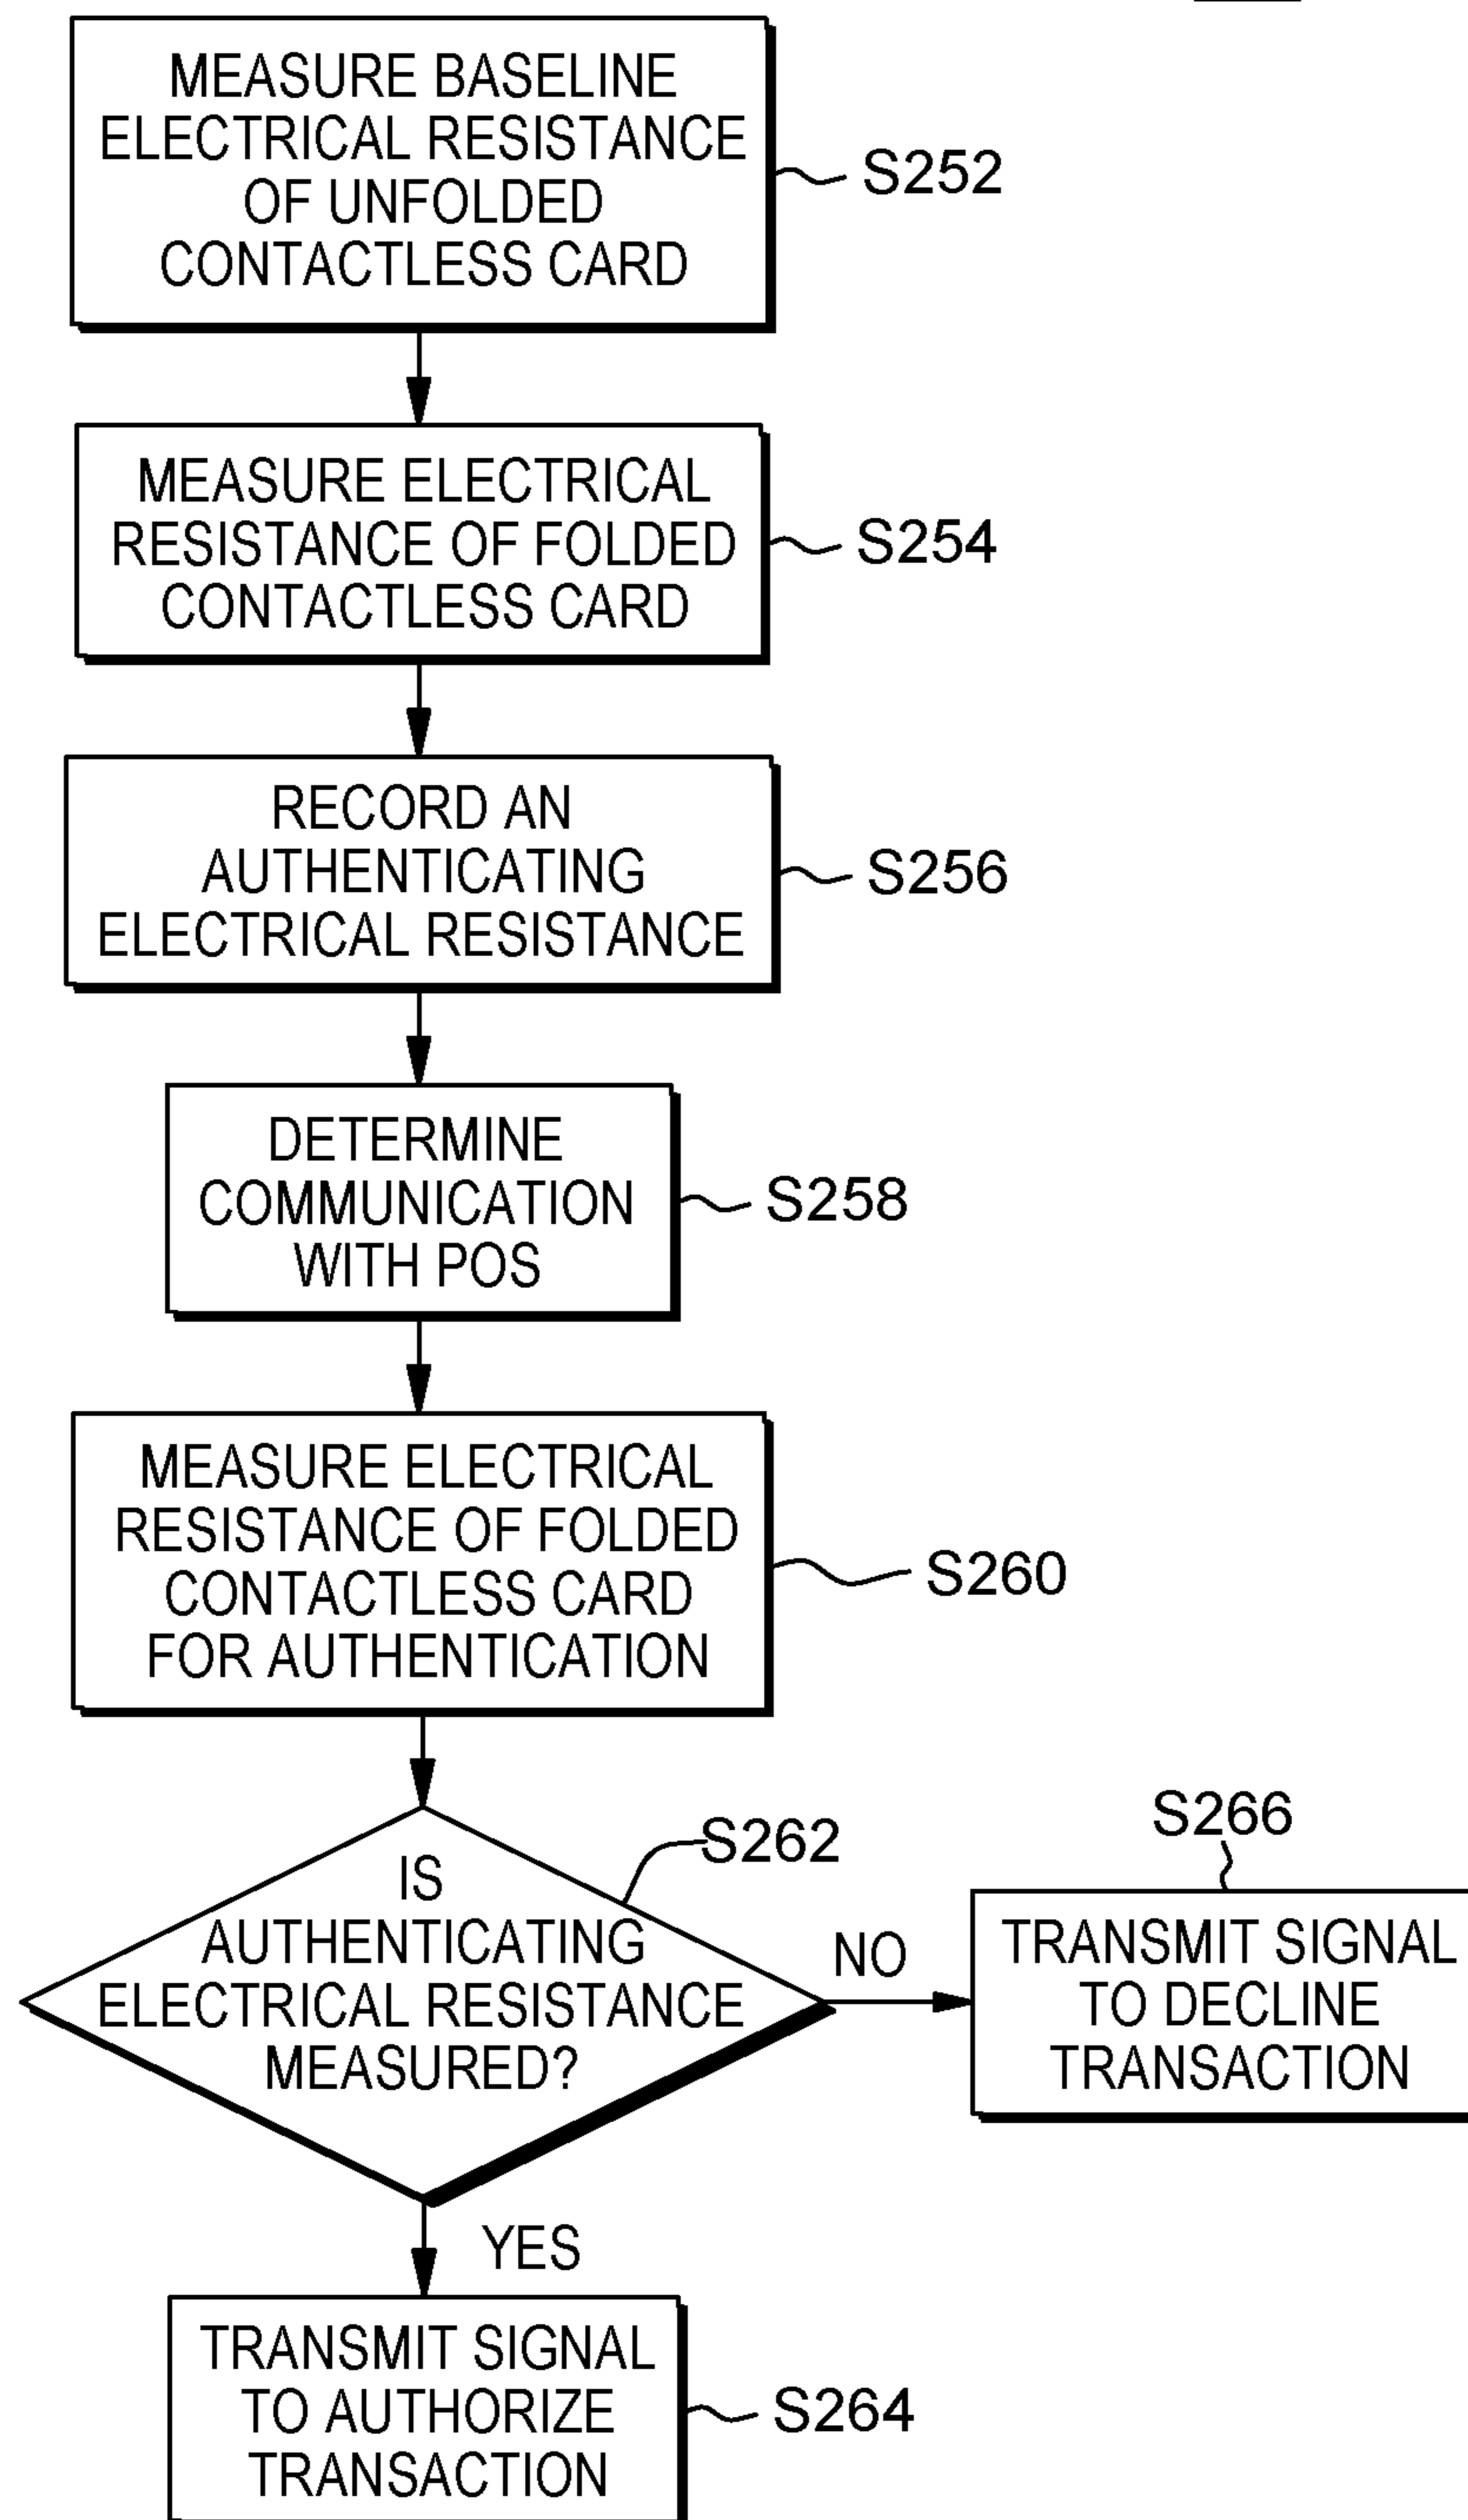 MEASURE BASELINE
ELECTRICAL RESISTANCE
OF UNFOLDED
CONTACTLESS CARD
S252
MEASURE ELECTRICAL
RESISTANCE OF FOLDED
CONTACTLESS CARD
S254
RECORD AN
AUTHENTICATING
ELECTRICAL RESISTANCE
S256
DETERMINE
COMMUNICATION
WITH POS
S258
MEASURE ELECTRICAL
RESISTANCE OF FOLDED
CONTACTLESS CARD
FOR AUTHENTICATION
S260
IS
AUTHENTICATING
ELECTRICAL RESISTANCE
MEASURED?
S262
NO
S266
TRANSMIT SIGNAL
TO DECLINE
TRANSACTION
YES
TRANSMIT SIGNAL
TO AUTHORIZE
TRANSACTION
S264